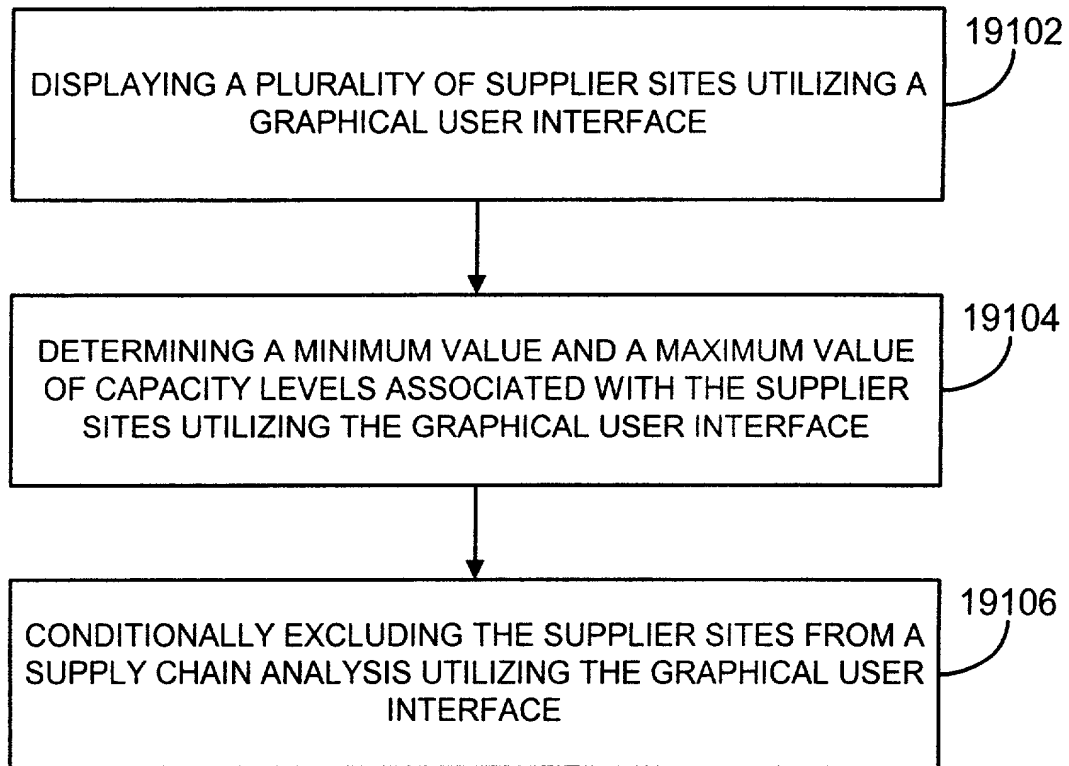 19102
DISPLAYING A PLURALITY OF SUPPLIER SITES UTILIZING A
GRAPHICAL USER INTERFACE
19104
DETERMINING A MINIMUM VALUE AND A MAXIMUM VALUE
OF CAPACITY LEVELS ASSOCIATED WITH THE SUPPLIER
SITES UTILIZING THE GRAPHICAL USER INTERFACE
19106
CONDITIONALLY EXCLUDING THE SUPPLIER SITES FROM A
SUPPLY CHAIN ANALYSIS UTILIZING THE GRAPHICAL USER
INTERFACE